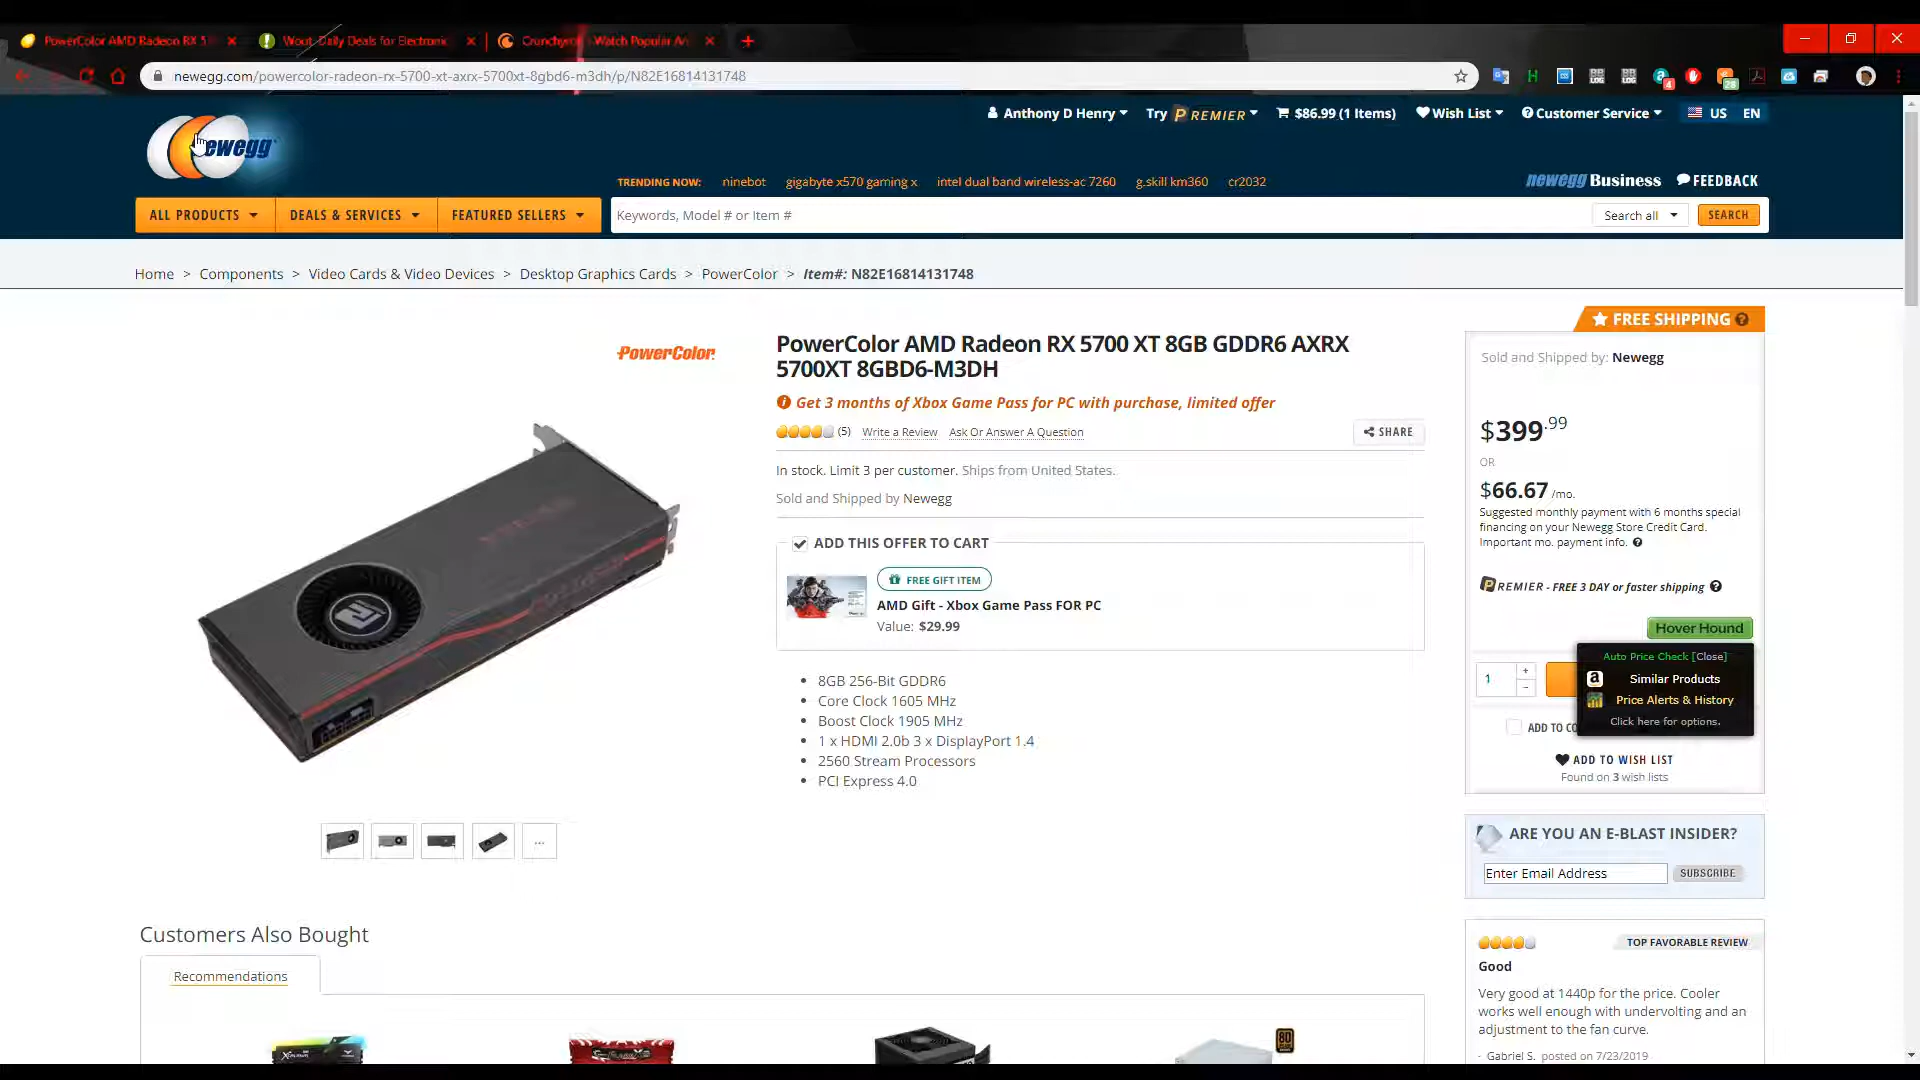 PowerColor AMD Radeon RX 5
Woot: Daily Deals for Electronic
Crunchyroll - Watch Popular An
newegg.com/powercolor-radeon-rx-5700-xt-axrx-5700xt-8gbd6-m3dh/p/N82E16814131748
4
28
Anthony D Henry
Try PREMIER
$86.99 (1 Items)
Wish List
Customer Service
US EN
newegg
TRENDING NOW: ninebot gigabyte x570 gaming x intel dual band wireless-ac 7260 g.skill km360 cr2032
newegg Business
FEEDBACK
ALL PRODUCTS
DEALS & SERVICES
FEATURED SELLERS
Keywords, Model # or Item #
Search all
SEARCH
Home > Components > Video Cards & Video Devices > Desktop Graphics Cards > PowerColor > Item#: N82E16814131748
PowerColor
PowerColor AMD Radeon RX 5700 XT 8GB GDDR6 AXRX
5700XT 8GBD6-M3DH
Get 3 months of Xbox Game Pass for PC with purchase, limited offer
(5) Write a Review Ask Or Answer A Question
SHARE
In stock. Limit 3 per customer. Ships from United States.
Sold and Shipped by Newegg
ADD THIS OFFER TO CART
FREE GIFT ITEM
AMD Gift - Xbox Game Pass FOR PC
Value: $29.99
8GB 256-Bit GDDR6
Core Clock 1605 MHz
Boost Clock 1905 MHz
1 x HDMI 2.0b 3 x DisplayPort 1.4
2560 Stream Processors
PCI Express 4.0
...
FREE SHIPPING
Sold and Shipped by: Newegg
$399.99
OR
$66.67 /mo.
Suggested monthly payment with 6 months special
financing on your Newegg Store Credit Card.
Important mo. payment info.
PREMIER - FREE 3 DAY or faster shipping
Hover Hound
Auto Price Check [Close]
Similar Products
Price Alerts & History
Click here for options.
1
+
-
ADD TO CO
ADD TO WISH LIST
Found on 3 wish lists
ARE YOU AN E-BLAST INSIDER?
Enter Email Address
SUBSCRIBE
TOP FAVORABLE REVIEW
Good
Very good at 1440p for the price. Cooler
works well enough with undervolting and an
adjustment to the fan curve.
- Gabriel S. posted on 7/23/2019
Customers Also Bought
Recommendations
80